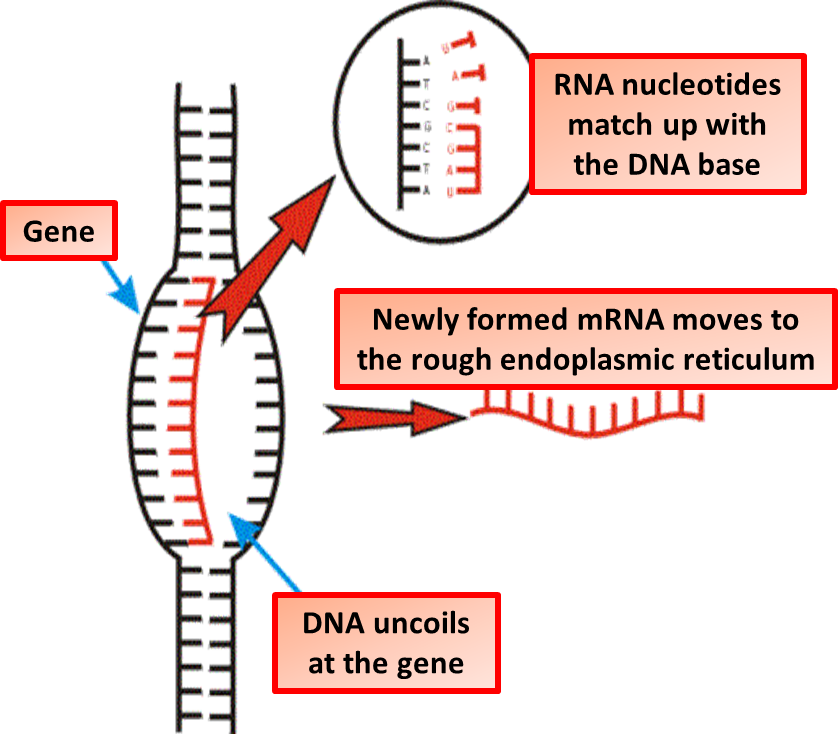 A U
T A
RNA nucleotides
C G
match up with
G C
the DNA base
C G
T A
A U
Gene
Newly formed mRNA moves to
the rough endoplasmic reticulum
DNA uncoils
at the gene